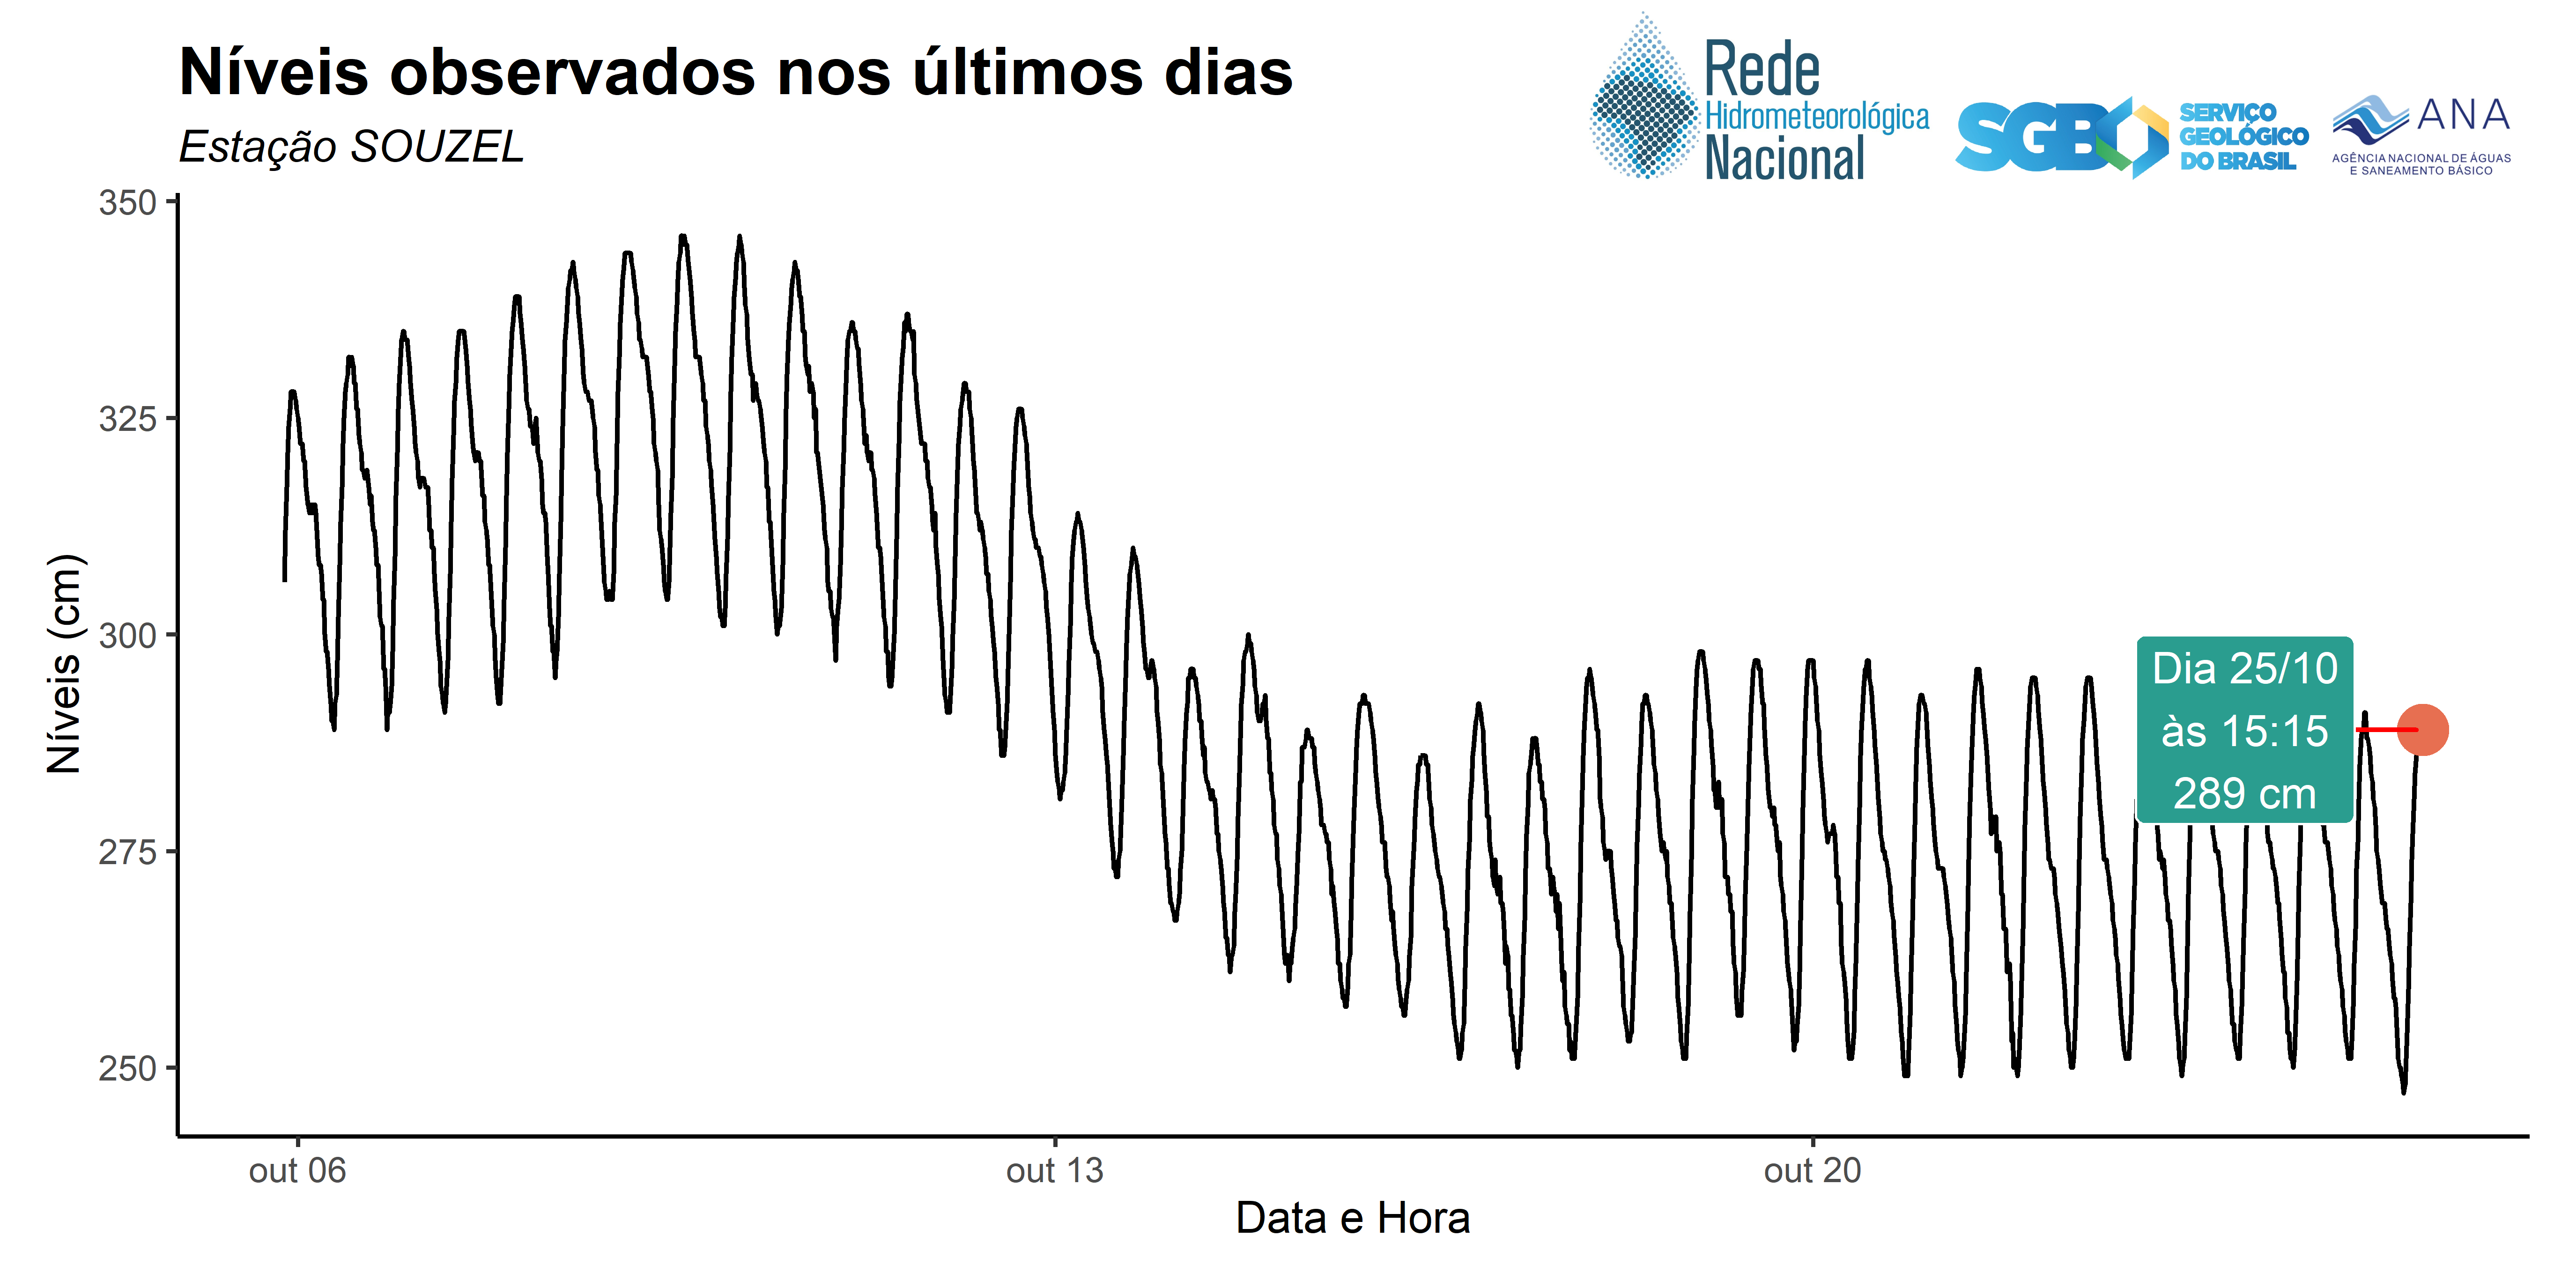 Níveis observados nos últimos dias
Estação SOUZEL
Rede
Hidrometeorológica
Nacional
SGB
SERVIÇO
GEOLÓGICO
DO BRASIL
ANA
AGÊNCIA NACIONAL DE ÁGUAS
E SANEAMENTO BÁSICO
350
325
300
275
250
Níveis (cm)
Dia 25/10
às 15:15
289 cm
out 06
out 13
out 20
Data e Hora